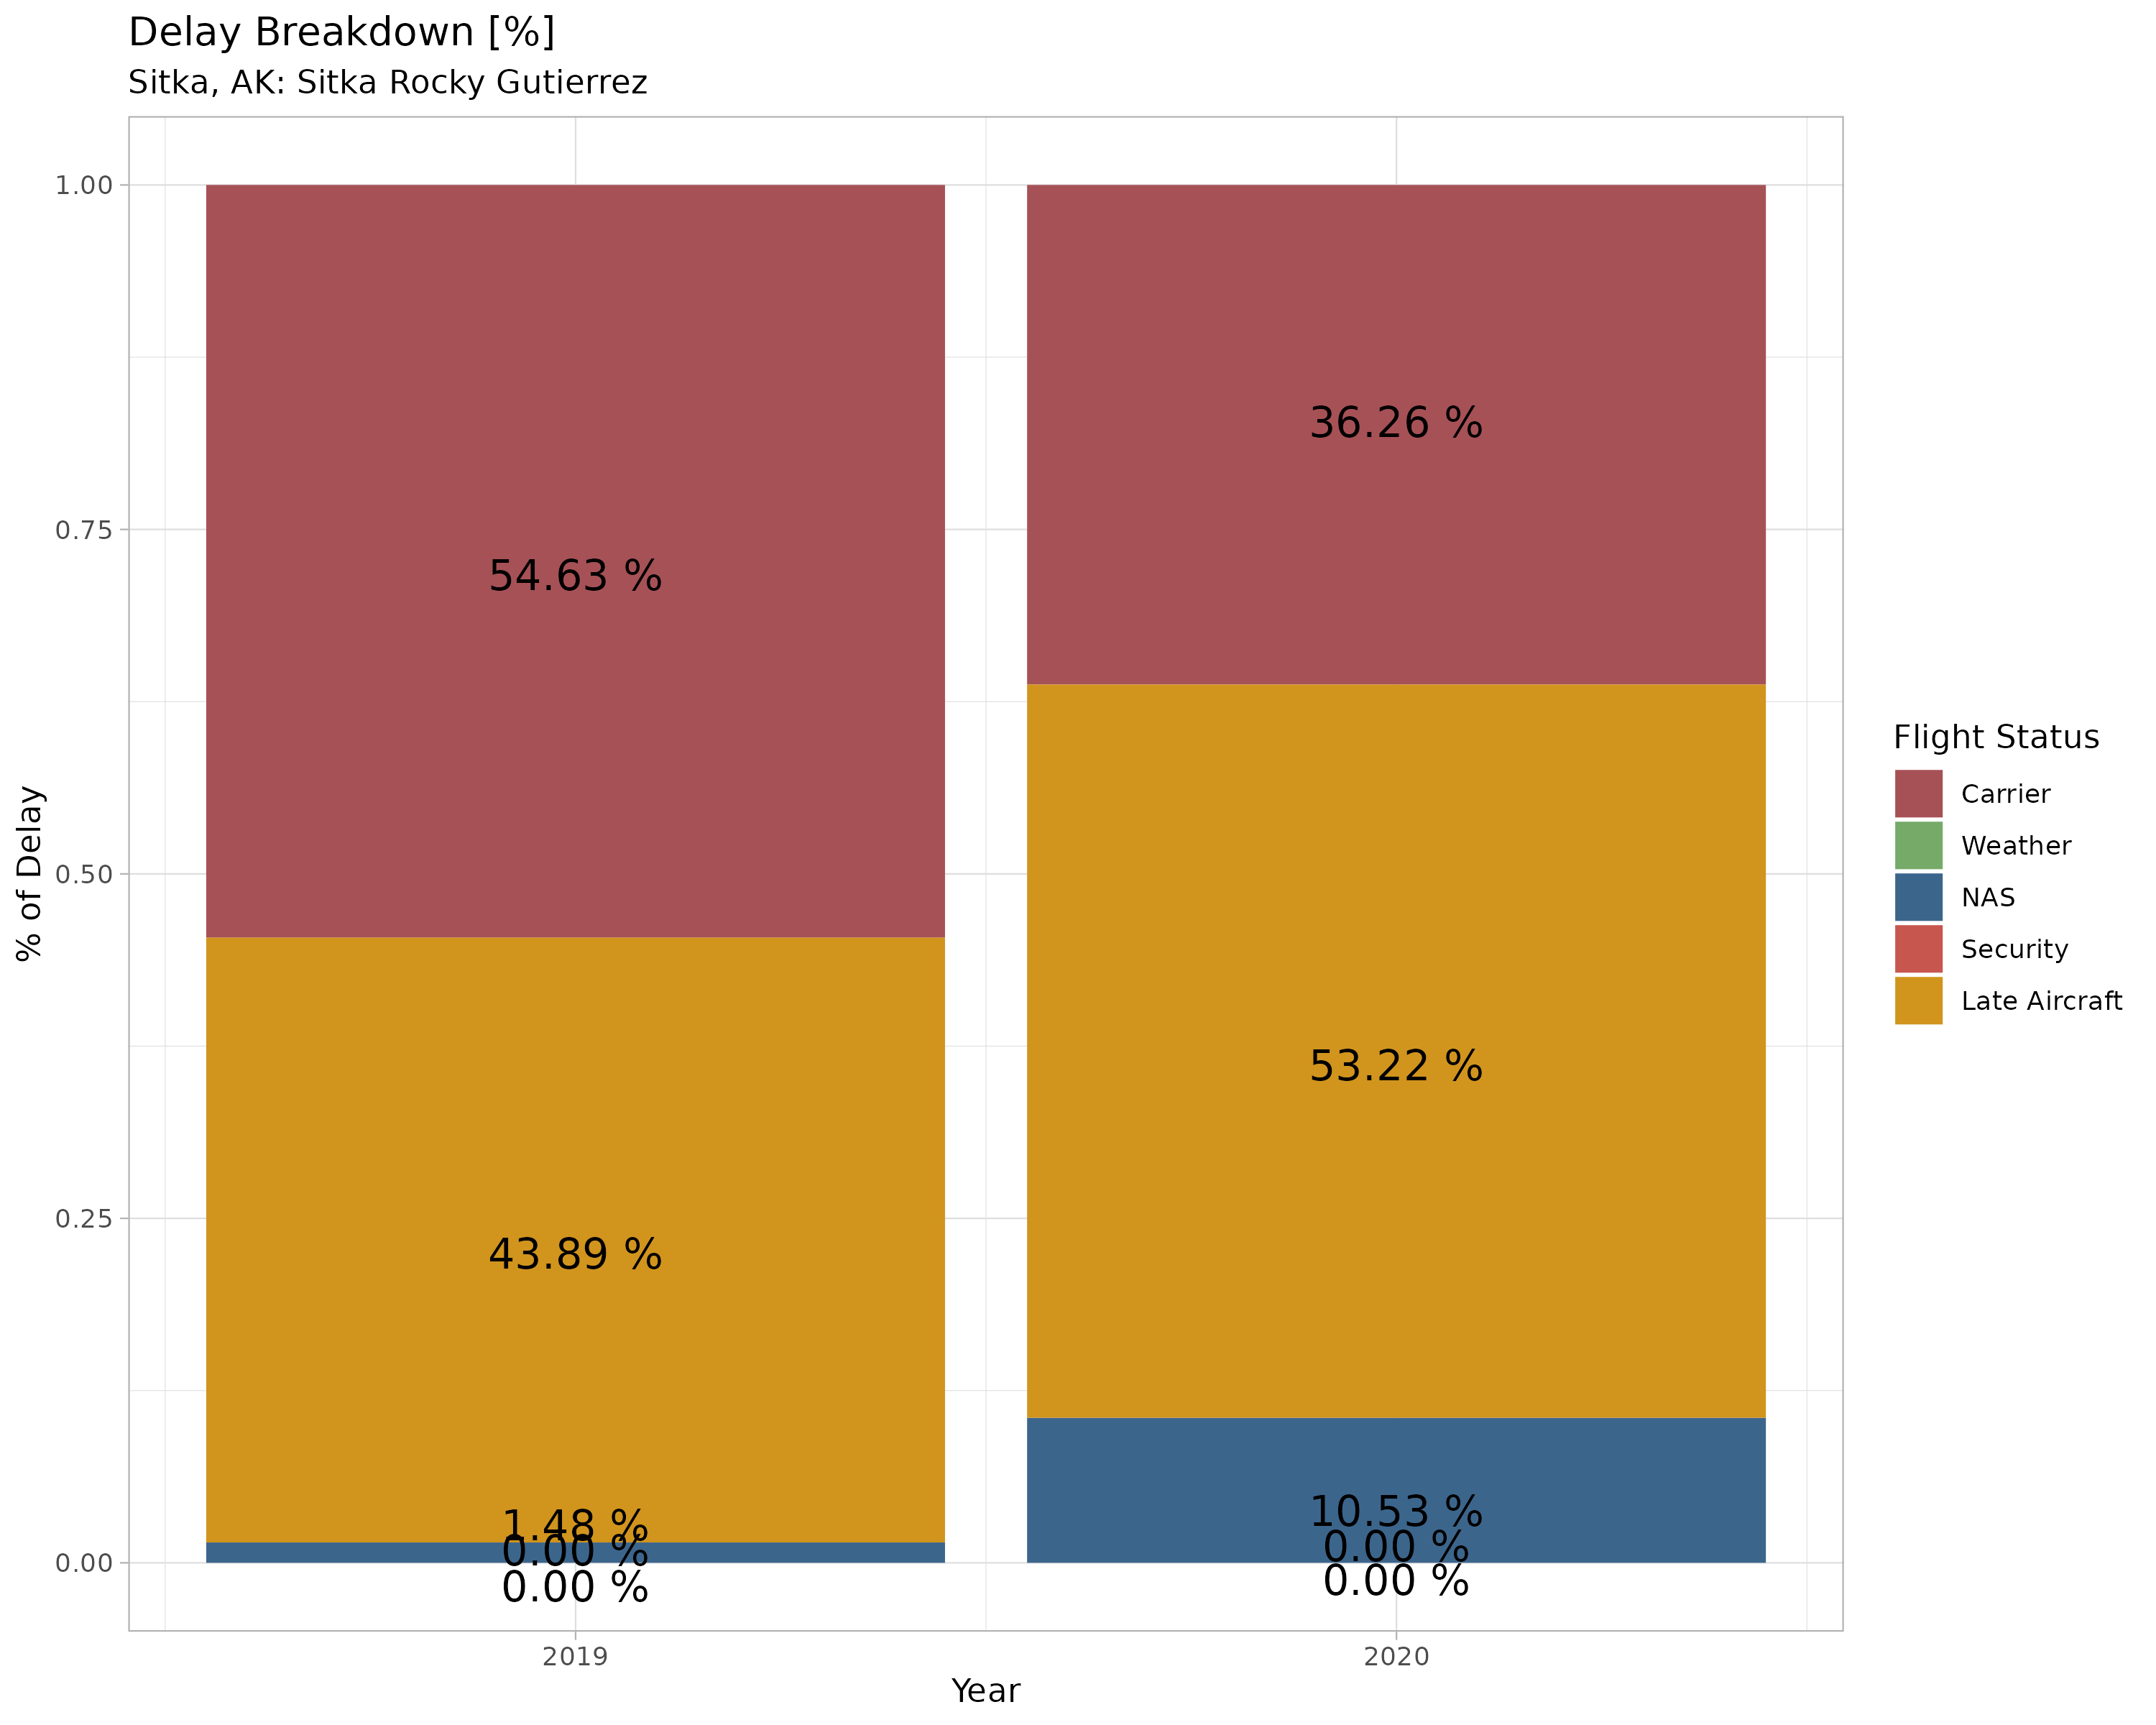 Delay Breakdown [%]
Sitka, AK: Sitka Rocky Gutierrez
% of Delay
1.00
0.75
0.50
0.25
0.00
54.63 %
43.89 %
1.48 %
0.00 %
0.00 %
36.26 %
53.22 %
10.53 %
0.00 %
0.00 %
2019
2020
Year
Flight Status
Carrier
Weather
NAS
Security
Late Aircraft